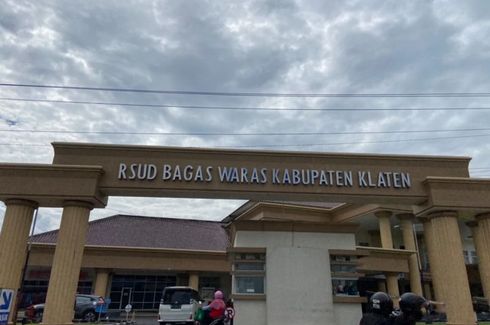 RSUD BAGAS WARAS KABUPATEN KLATEN